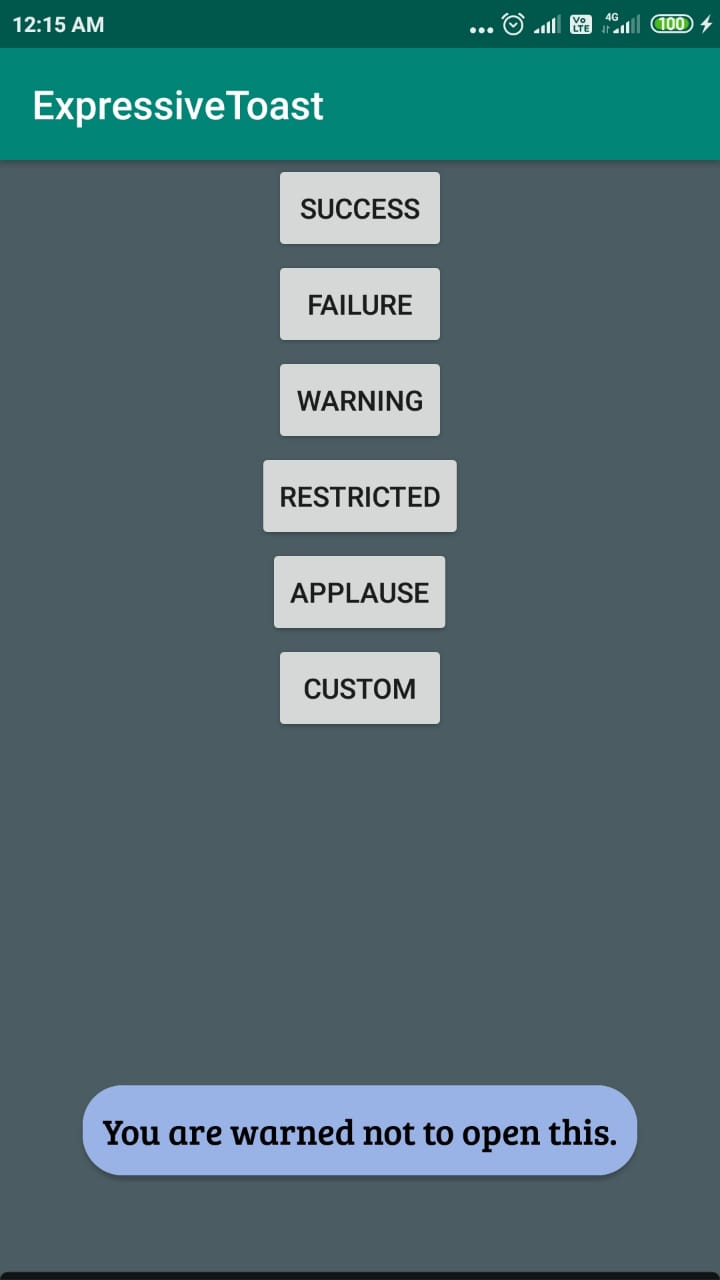 12:15 AM
Vo LTE
4G
100
ExpressiveToast
SUCCESS
FAILURE
WARNING
RESTRICTED
APPLAUSE
CUSTOM
You are warned not to open this.